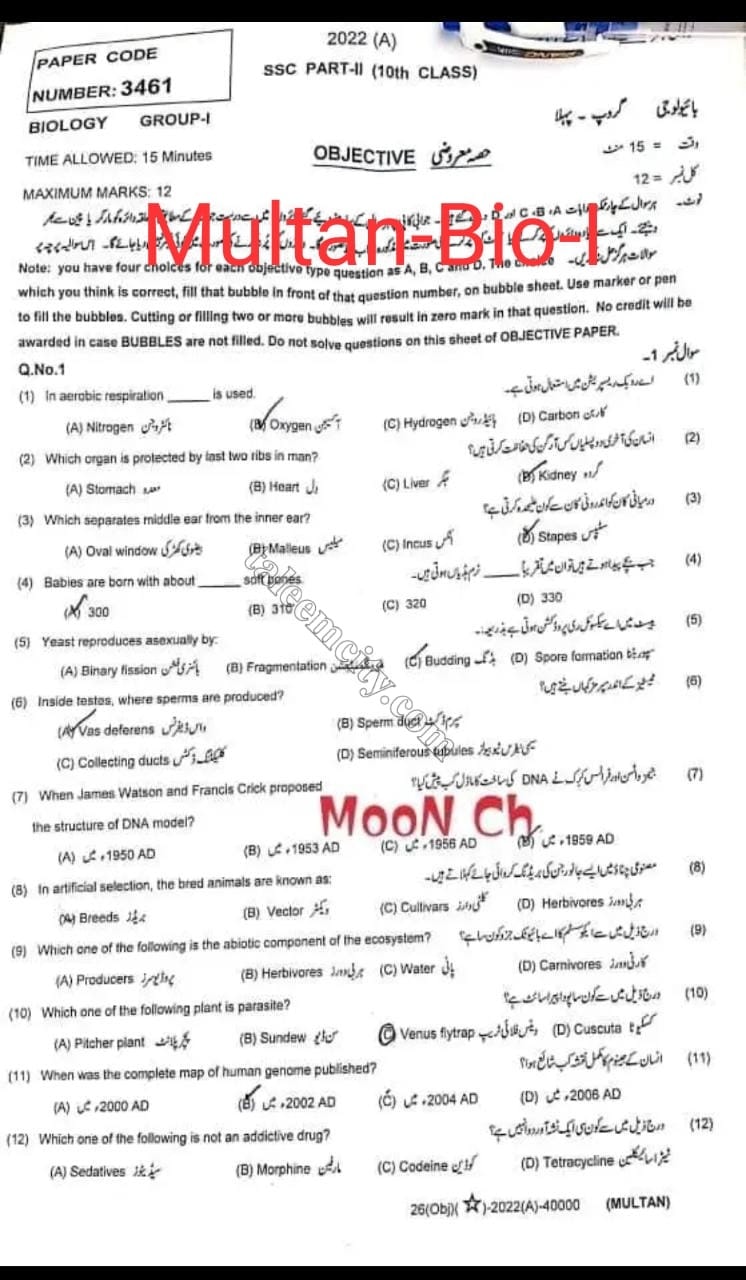 2022 (A)
PAPER CODE
NUMBER: 3461
SSC PART-II (10th CLASS)
BIOLOGY GROUP-I
بائیولوجی گروپ - پہلا
TIME ALLOWED: 15 Minutes
OBJECTIVE حصہ معروضی
وقت = 15 منٹ
MAXIMUM MARKS: 12
کل نمبر = 12
Multan-Bio-I
نوٹ۔
Note: you have four choices for each objective type question as A, B, C and D. The choice
which you think is correct, fill that bubble in front of that question number, on bubble sheet. Use marker or pen
to fill the bubbles. Cutting or filling two or more bubbles will result in zero mark in that question. No credit will be
awarded in case BUBBLES are not filled. Do not solve questions on this sheet of OBJECTIVE PAPER.
Q.No.1 سوال نمبر 1-
(1) In aerobic respiration ______ is used. اے روبک ریسپریشن میں استعمال ہوتی ہے۔ (1)
(A) Nitrogen نائٹروجن (B) Oxygen آکسیجن (C) Hydrogen ہائیڈروجن (D) Carbon کاربن
(2) Which organ is protected by last two ribs in man? انسان کی آخری دو پسلیاں کس آرگن کی حفاظت کرتی ہیں؟ (2)
(A) Stomach معدہ (B) Heart دل (C) Liver جگر (D) Kidney گردہ
(3) Which separates middle ear from the inner ear? درمیانی کان کو اندرونی کان سے کون علیحدہ کرتی ہے؟ (3)
(A) Oval window بیضوی کھڑکی (B) Malleus میلیس (C) Incus انکس (D) Stapes سٹیپس
(4) Babies are born with about ______ soft bones. جب بچے پیدا ہوتے ہیں تو ان میں تقریباً ______ نرم ہڈیاں ہوتی ہیں۔ (4)
(A) 300 (B) 310 (C) 320 (D) 330
(5) Yeast reproduces asexually by: ییسٹ میں اے سیکسوئل ری پروڈکشن ہوتی ہے بذریعہ: (5)
(A) Binary fission بائنری فشن (B) Fragmentation فریگمنٹیشن (C) Budding بڈنگ (D) Spore formation سپور بننا
(6) Inside testes, where sperms are produced? ٹیسٹیز کے اندر سپرمز کہاں بنتے ہیں؟ (6)
(A) Vas deferens واس ڈیفرنس (B) Sperm duct سپرم ڈکٹ
(C) Collecting ducts کلیکٹنگ ڈکٹس (D) Seminiferous tubules سیمی نیفرس ٹیوبیولز
(7) When James Watson and Francis Crick proposed جیمز واٹسن اور فرانسس کرک نے DNA کی ساخت کا ماڈل کب پیش کیا؟ (7)
the structure of DNA model?
MooN Ch
(A) 1950 AD، میں (B) 1953 AD، میں (C) 1956 AD، میں (D) 1959 AD، میں
(8) In artificial selection, the bred animals are known as: مصنوعی چناؤ میں ایسے جانور جن کی بریڈنگ کروائی جائے کہلاتے ہیں۔ (8)
(A) Breeds بریڈز (B) Vector ویکٹر (C) Cultivars کلٹی وارز (D) Herbivores ہربی وورز
(9) Which one of the following is the abiotic component of the ecosystem? درج ذیل میں سے ایکوسسٹم کا اے بائیوٹک جزو کون سا ہے؟ (9)
(A) Producers پروڈیوسرز (B) Herbivores ہربی وورز (C) Water پانی (D) Carnivores کارنی وورز
(10) Which one of the following plant is parasite? درج ذیل میں سے کون سا پودا پیراسائٹ ہے؟ (10)
(A) Pitcher plant پچر پلانٹ (B) Sundew سن ڈیو (C) Venus flytrap وینس فلائی ٹریپ (D) Cuscuta کسکیوٹا
(11) When was the complete map of human genome published? انسان کے جینوم کا مکمل نقشہ کب شائع ہوا؟ (11)
(A) 2000 AD، میں (B) 2002 AD، میں (C) 2004 AD، میں (D) 2006 AD، میں
(12) Which one of the following is not an addictive drug? درج ذیل میں سے کون سی ایک نشہ آور دوا نہیں ہے؟ (12)
(A) Sedatives سیڈیٹوز (B) Morphine مارفین (C) Codeine کوڈین (D) Tetracycline ٹیٹراسائیکلین
26(Obj)(☆)-2022(A)-40000 (MULTAN)
taleemcity.com